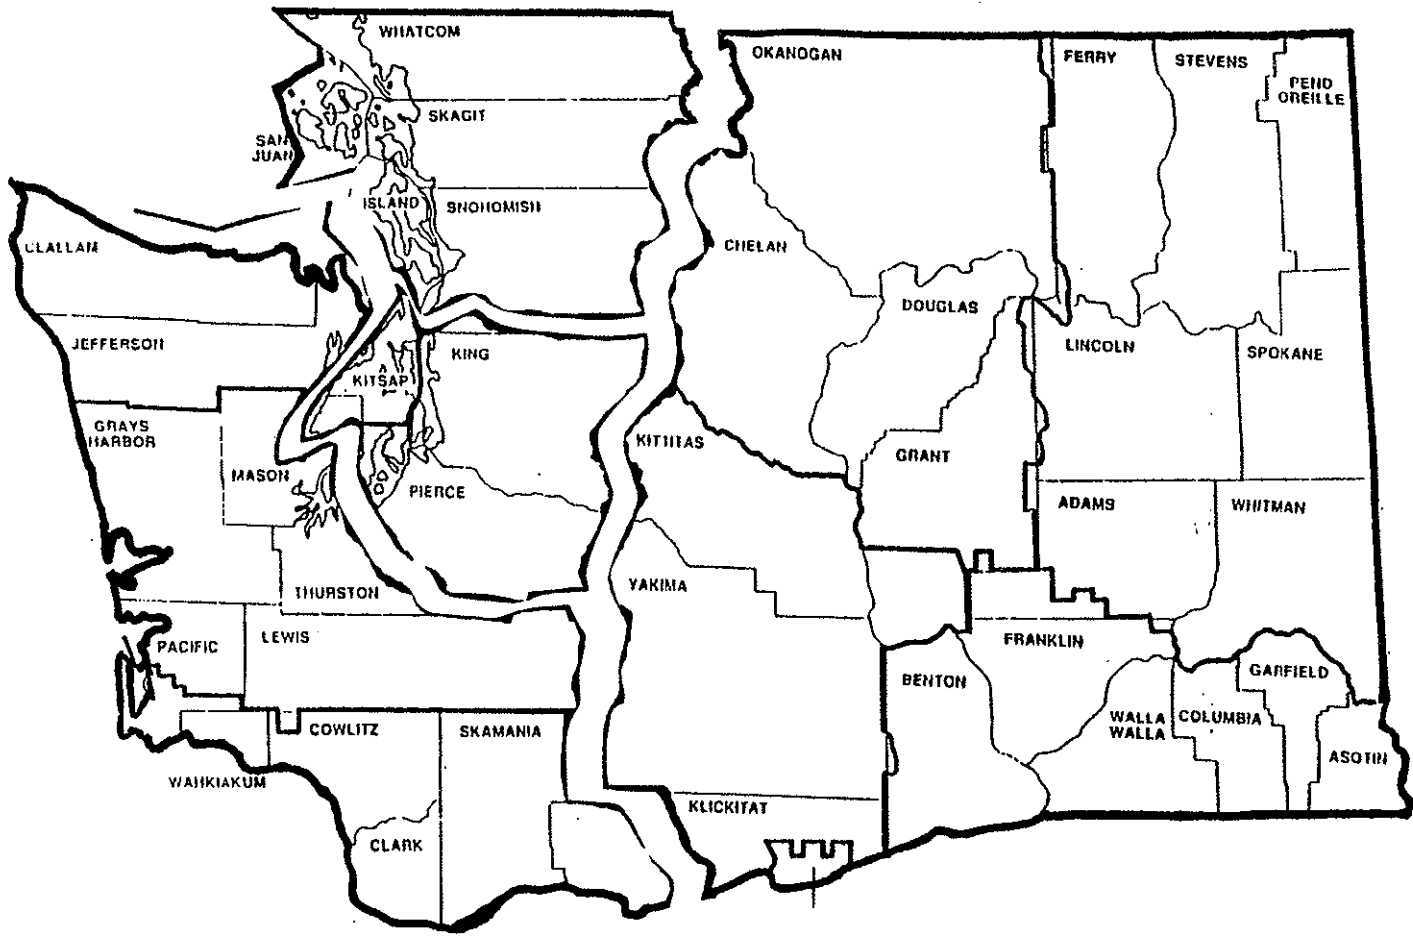 WHATCOM
OKANOGAN
FERRY
STEVENS
PEND
OREILLE
SKAGIT
SAN
JUAN
ISLAND
SNOHOMISH
CLALLAM
CHELAN
DOUGLAS
JEFFERSON
KING
LINCOLN
SPOKANE
KITSAP
GRAYS
HARBOR
KITTITAS
GRANT
MASON
PIERCE
ADAMS
WHITMAN
THURSTON
YAKIMA
PACIFIC
LEWIS
FRANKLIN
BENTON
GARFIELD
WALLA
WALLA
COLUMBIA
COWLITZ
SKAMANIA
ASOTIN
WAHKIAKUM
KLICKITAT
CLARK